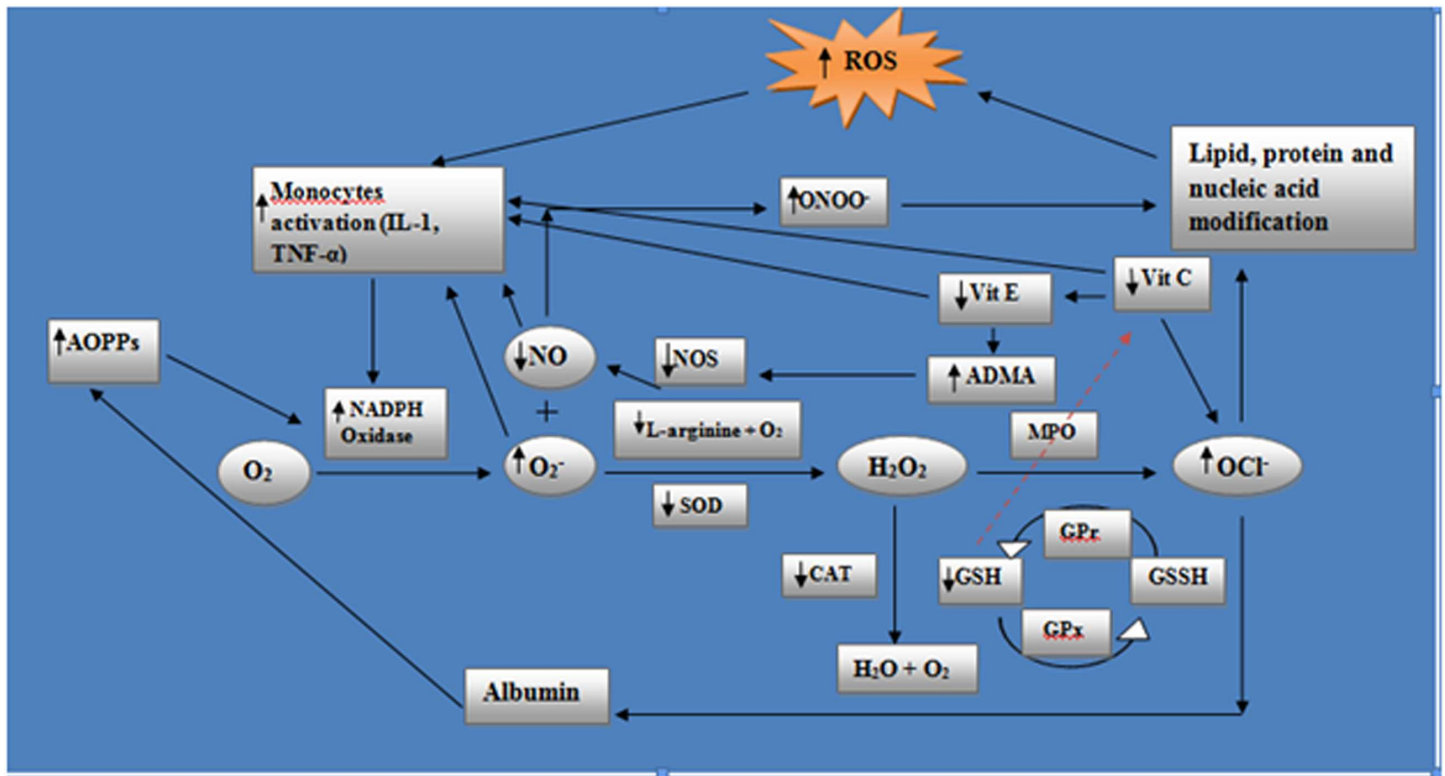 ↑ ROS
Lipid, protein and
nucleic acid
modification
↑Monocytes
activation (IL-1,
TNF-α)
↑ONOO⁻
↓Vit C
↓Vit E
↑AOPPs
↓NO
↓NOS
↑ ADMA
↑ NADPH
Oxidase
+
↓L-arginine + O₂
MPO
O₂
↑O₂⁻
H₂O₂
↑OCl⁻
↓ SOD
GPr
↓CAT
↓GSH
GSSH
GPx
H₂O + O₂
Albumin